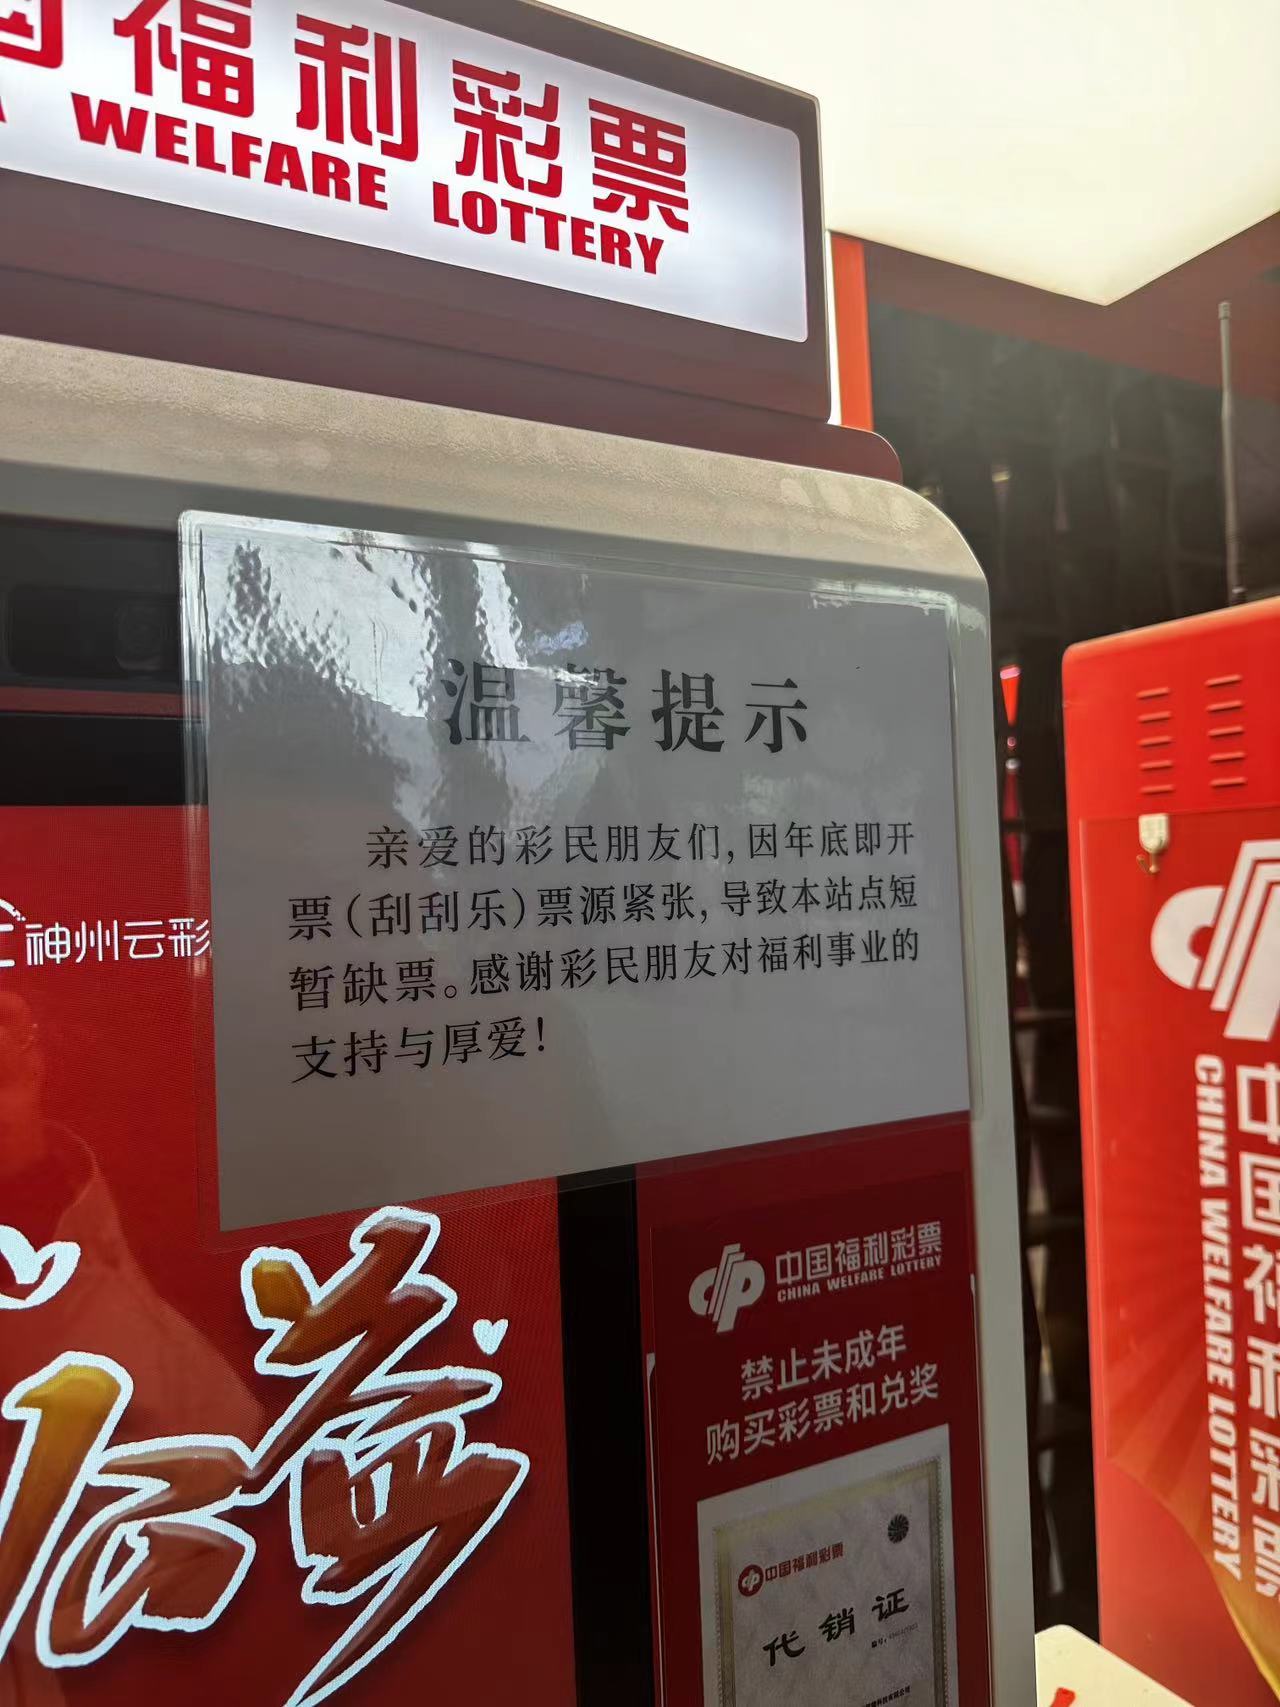 福利彩票
WELFARE LOTTERY
温馨提示
亲爱的彩民朋友们,因年底即开
票(刮刮乐)票源紧张,导致本站点短
暂缺票。感谢彩民朋友对福利事业的
支持与厚爱!
神州云彩
中国福利彩票
CHINA WELFARE LOTTERY
禁止未成年
购买彩票和兑奖
中国福利彩票
代销证
中国福利彩票
CHINA WELFARE LOTTERY